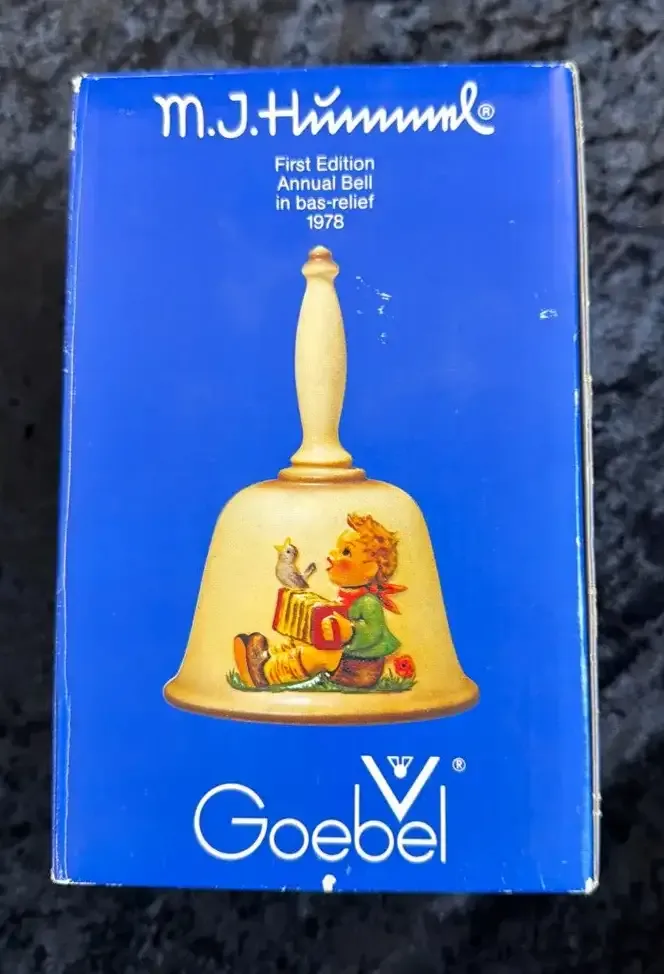 M.J.Hummel®
First Edition
Annual Bell
in bas-relief
1978
Goebel®